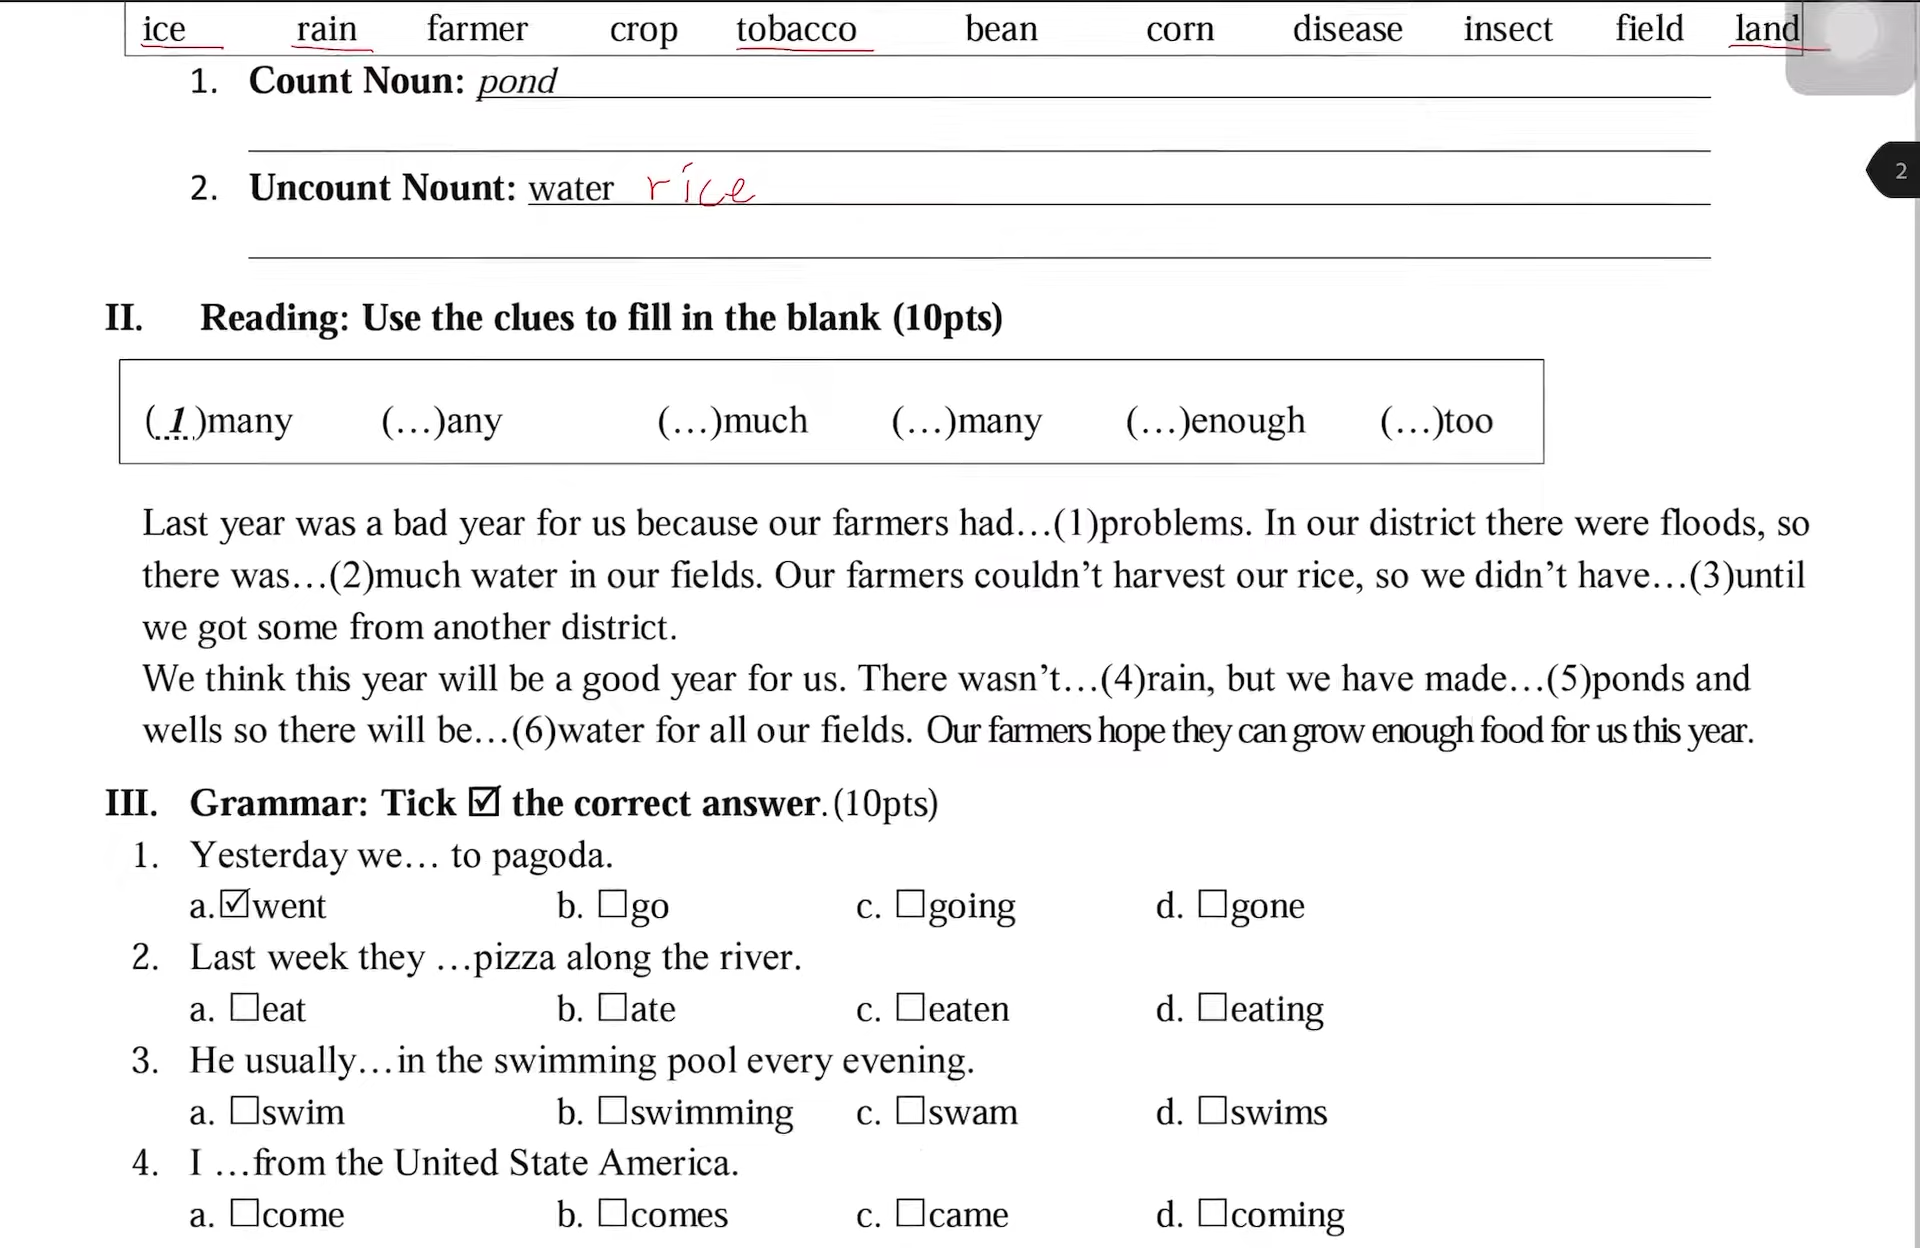 ice rain farmer crop tobacco bean corn disease insect field land
1. Count Noun: pond
2. Uncount Nount: water rice
2
II. Reading: Use the clues to fill in the blank (10pts)
(.1.)many (…)any (…)much (…)many (…)enough (…)too
Last year was a bad year for us because our farmers had…(1)problems. In our district there were floods, so
there was…(2)much water in our fields. Our farmers couldn’t harvest our rice, so we didn’t have…(3)until
we got some from another district.
We think this year will be a good year for us. There wasn’t…(4)rain, but we have made…(5)ponds and
wells so there will be…(6)water for all our fields. Our farmers hope they can grow enough food for us this year.
III. Grammar: Tick ☑ the correct answer.(10pts)
1. Yesterday we… to pagoda.
a.☑went b. ☐go c. ☐going d. ☐gone
2. Last week they …pizza along the river.
a. ☐eat b. ☐ate c. ☐eaten d. ☐eating
3. He usually…in the swimming pool every evening.
a. ☐swim b. ☐swimming c. ☐swam d. ☐swims
4. I …from the United State America.
a. ☐come b. ☐comes c. ☐came d. ☐coming